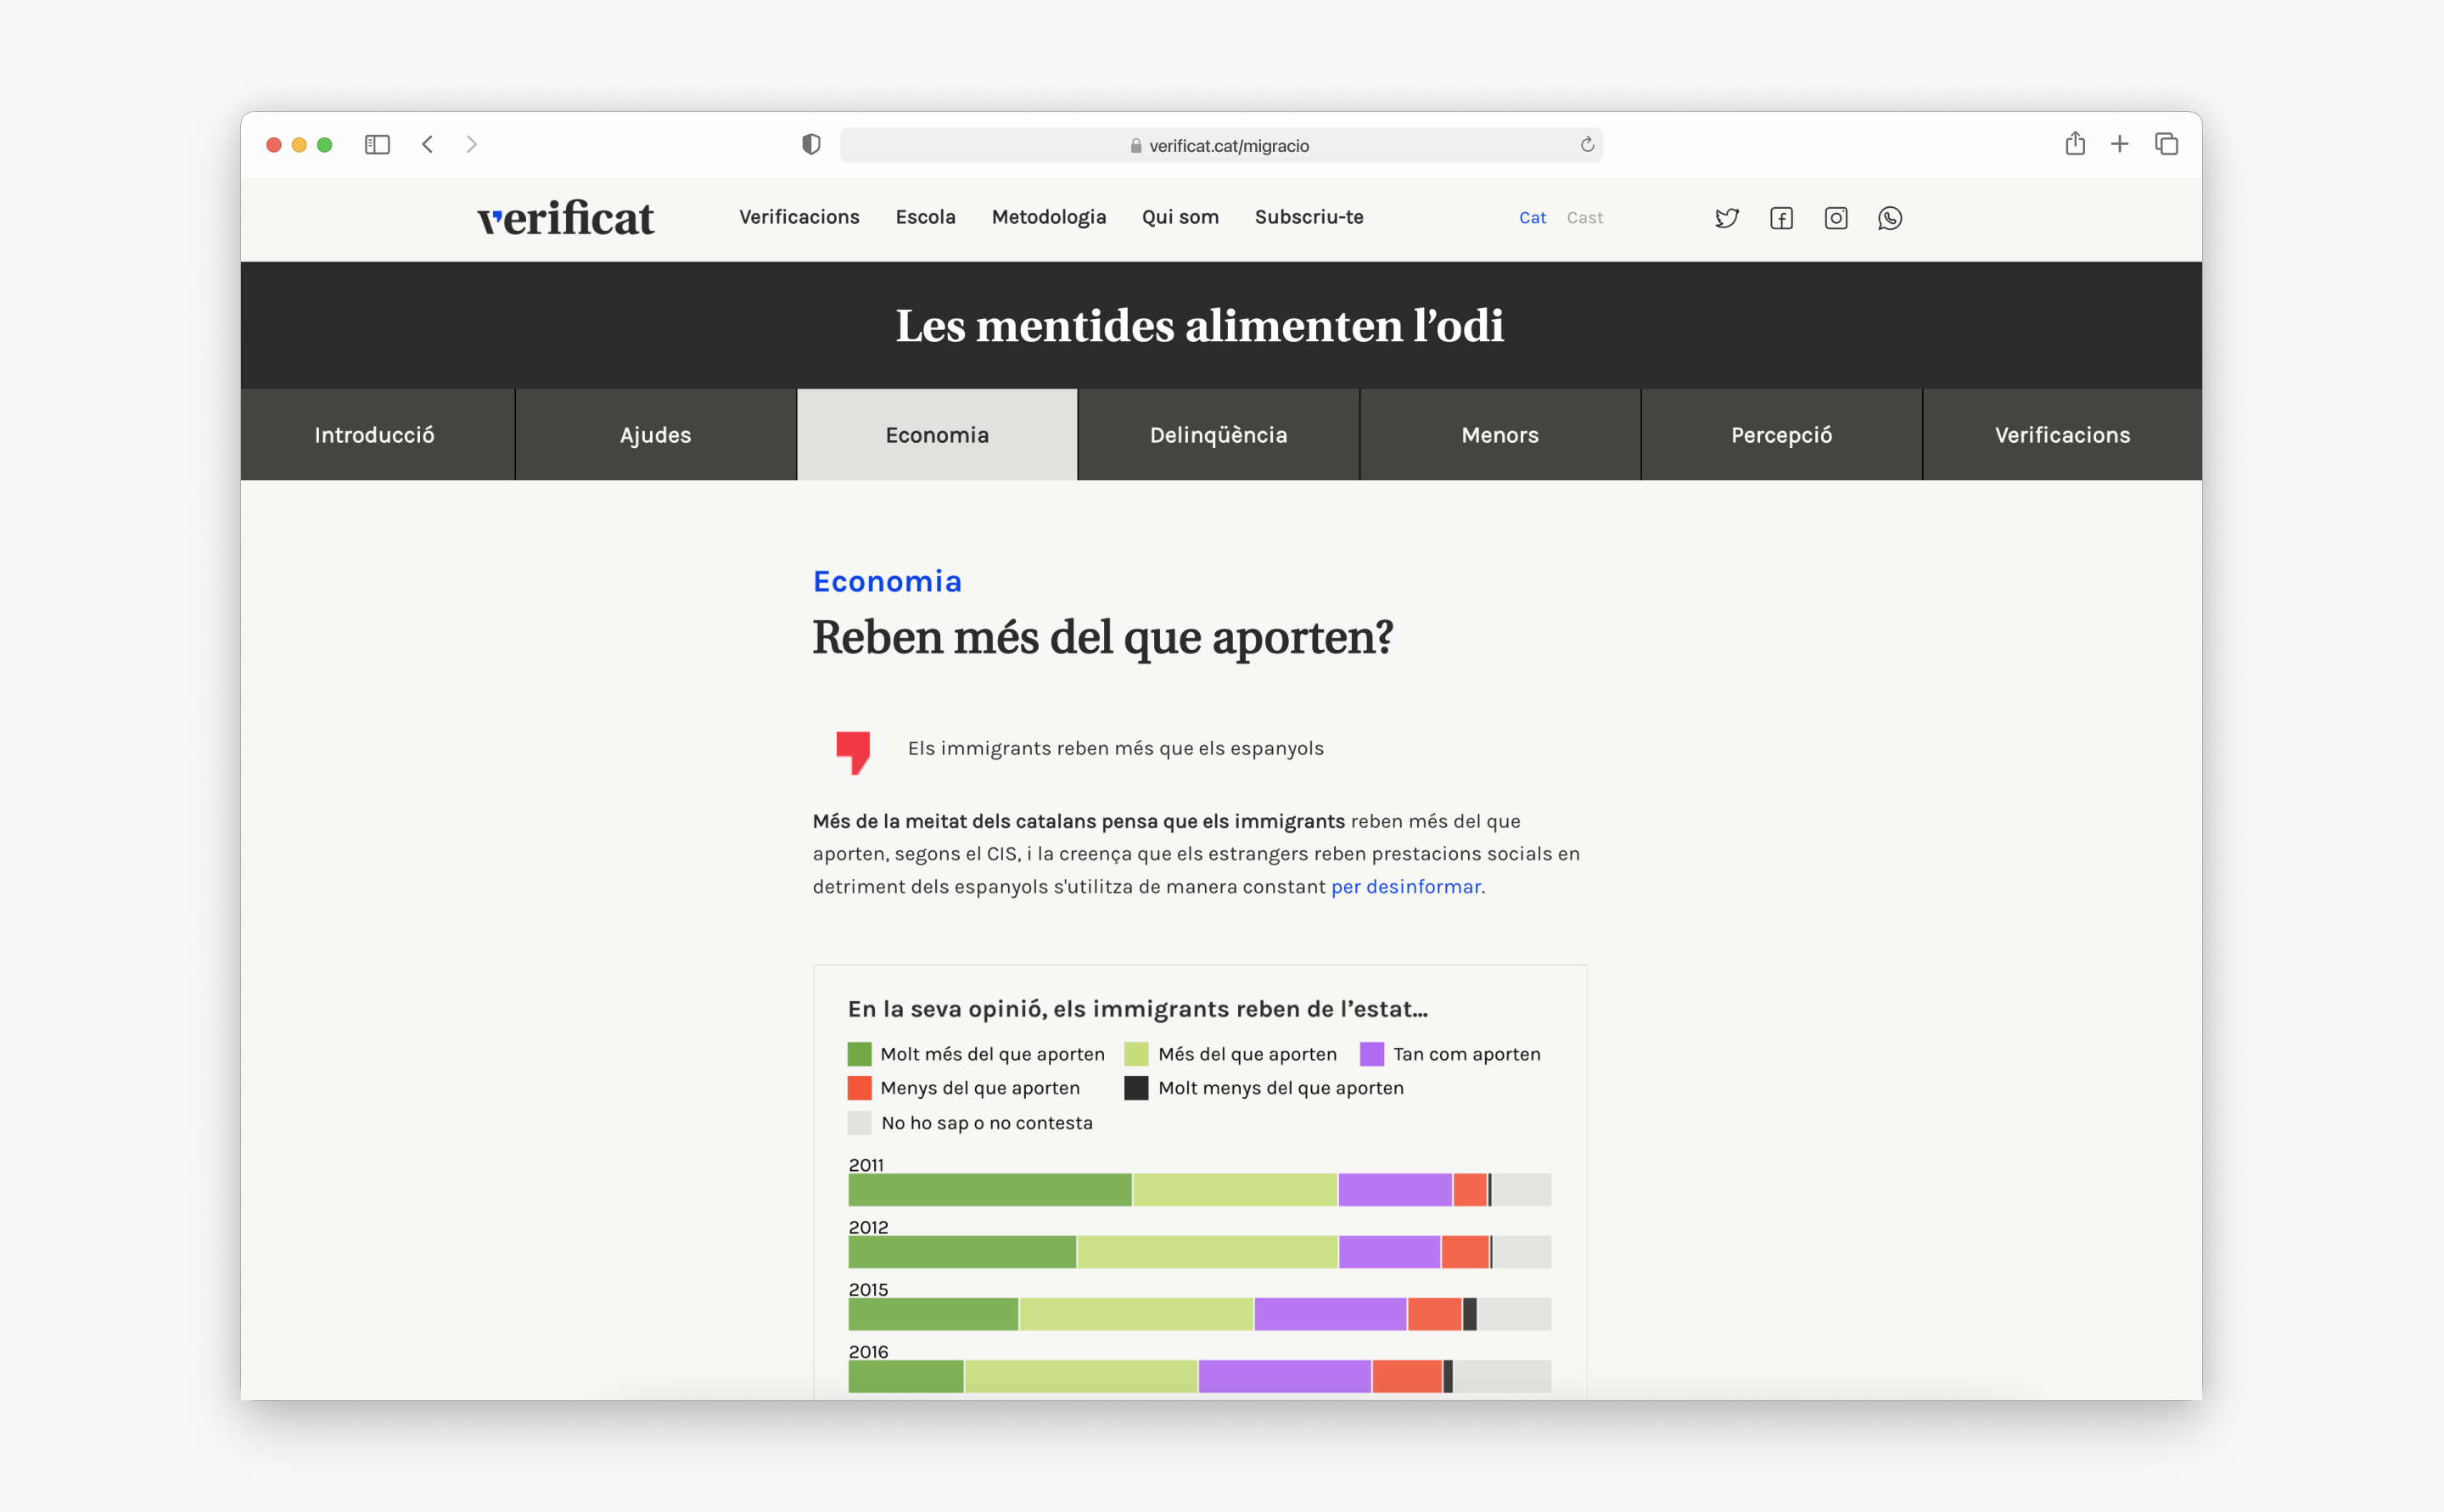 verificat.cat/migracio
verificat
Verificacions Escola Metodologia Qui som Subscriu-te Cat Cast
Les mentides alimenten l’odi
Introducció Ajudes Economia Delinqüència Menors Percepció Verificacions
Economia
Reben més del que aporten?
Els immigrants reben més que els espanyols
Més de la meitat dels catalans pensa que els immigrants reben més del que
aporten, segons el CIS, i la creença que els estrangers reben prestacions socials en
detriment dels espanyols s'utilitza de manera constant per desinformar.
En la seva opinió, els immigrants reben de l’estat...
Molt més del que aporten Més del que aporten Tan com aporten
Menys del que aporten Molt menys del que aporten
No ho sap o no contesta
2011
2012
2015
2016